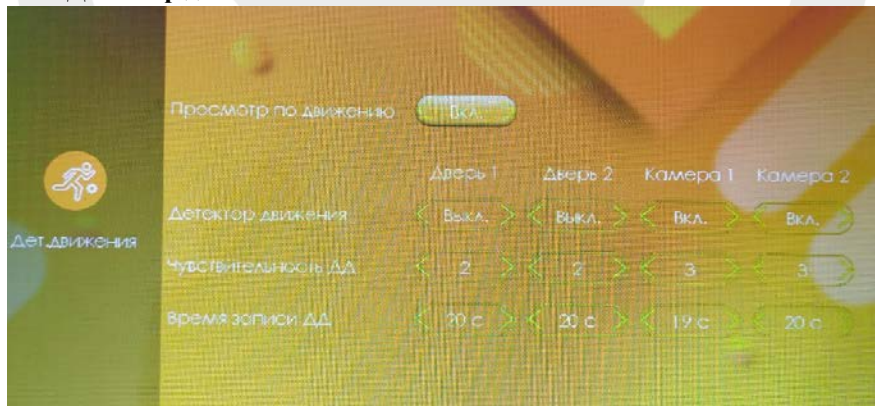 Просмотр по движению Вкл.
Дверь 1 Дверь 2 Камера 1 Камера 2
Детектор движения Выкл. Выкл. Вкл. Вкл.
Дет.движения
Чувствительность ДД 2 2 3 3
Время записи ДД 20 с 20 с 19 с 20 с